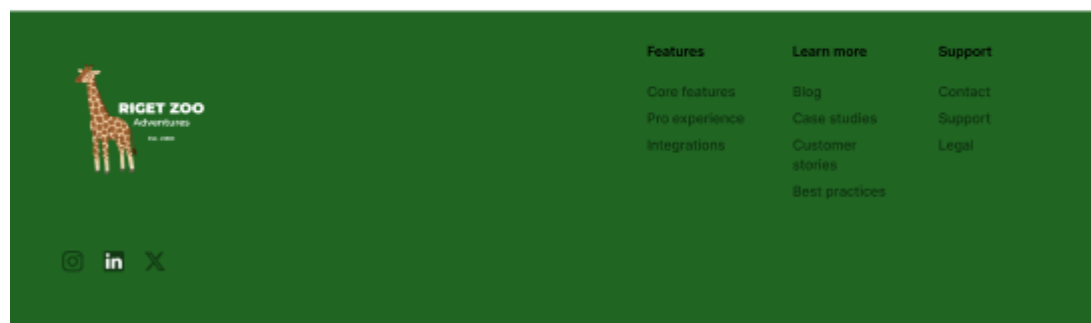 RIGET ZOO
Adventures
Features
Core features
Pro experience
Integrations
Learn more
Blog
Case studies
Customer
stories
Best practices
Support
Contact
Support
Legal
in